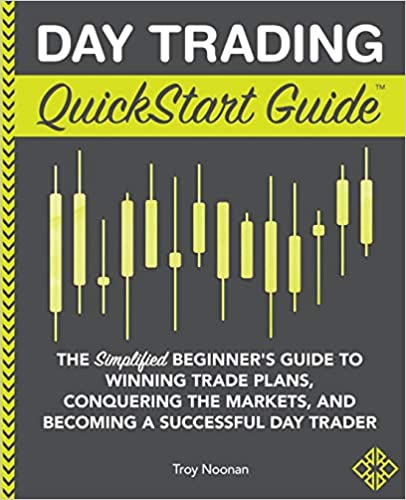 DAY TRADING
QuickStart Guide™
THE Simplified BEGINNER'S GUIDE TO
WINNING TRADE PLANS,
CONQUERING THE MARKETS, AND
BECOMING A SUCCESSFUL DAY TRADER
Troy Noonan